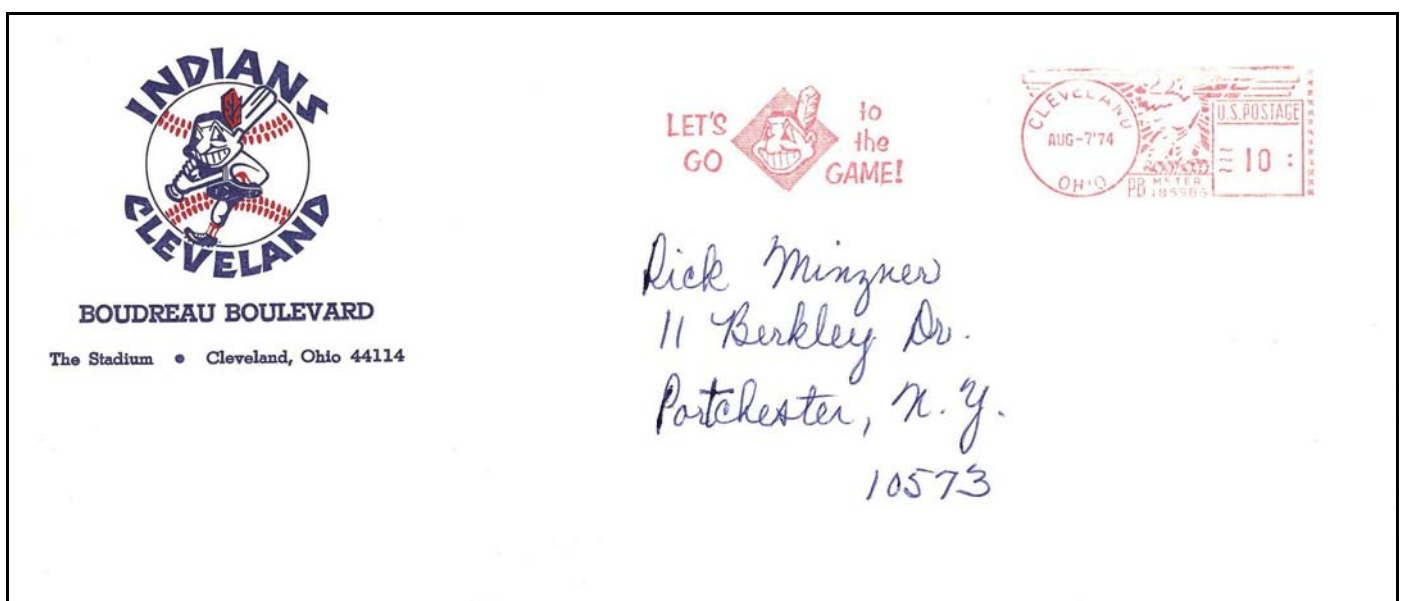 INDIANS
CLEVELAND
BOUDREAU BOULEVARD
The Stadium • Cleveland, Ohio 44114
LET'S GO to the GAME!
CLEVELAND
AUG-7'74
OHIO
U.S. POSTAGE
10
PB METER
Rick Minzner
11 Berkley Dr.
Portchester, N.Y.
10573